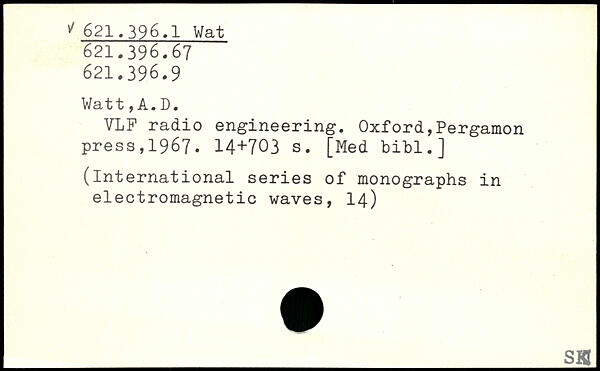 √ 621.396.1 Wat
621.396.67
621.396.9
Watt,A.D.
VLF radio engineering. Oxford,Pergamon
press,1967. 14+703 s. [Med bibl.]
(International series of monographs in
electromagnetic waves, 14)